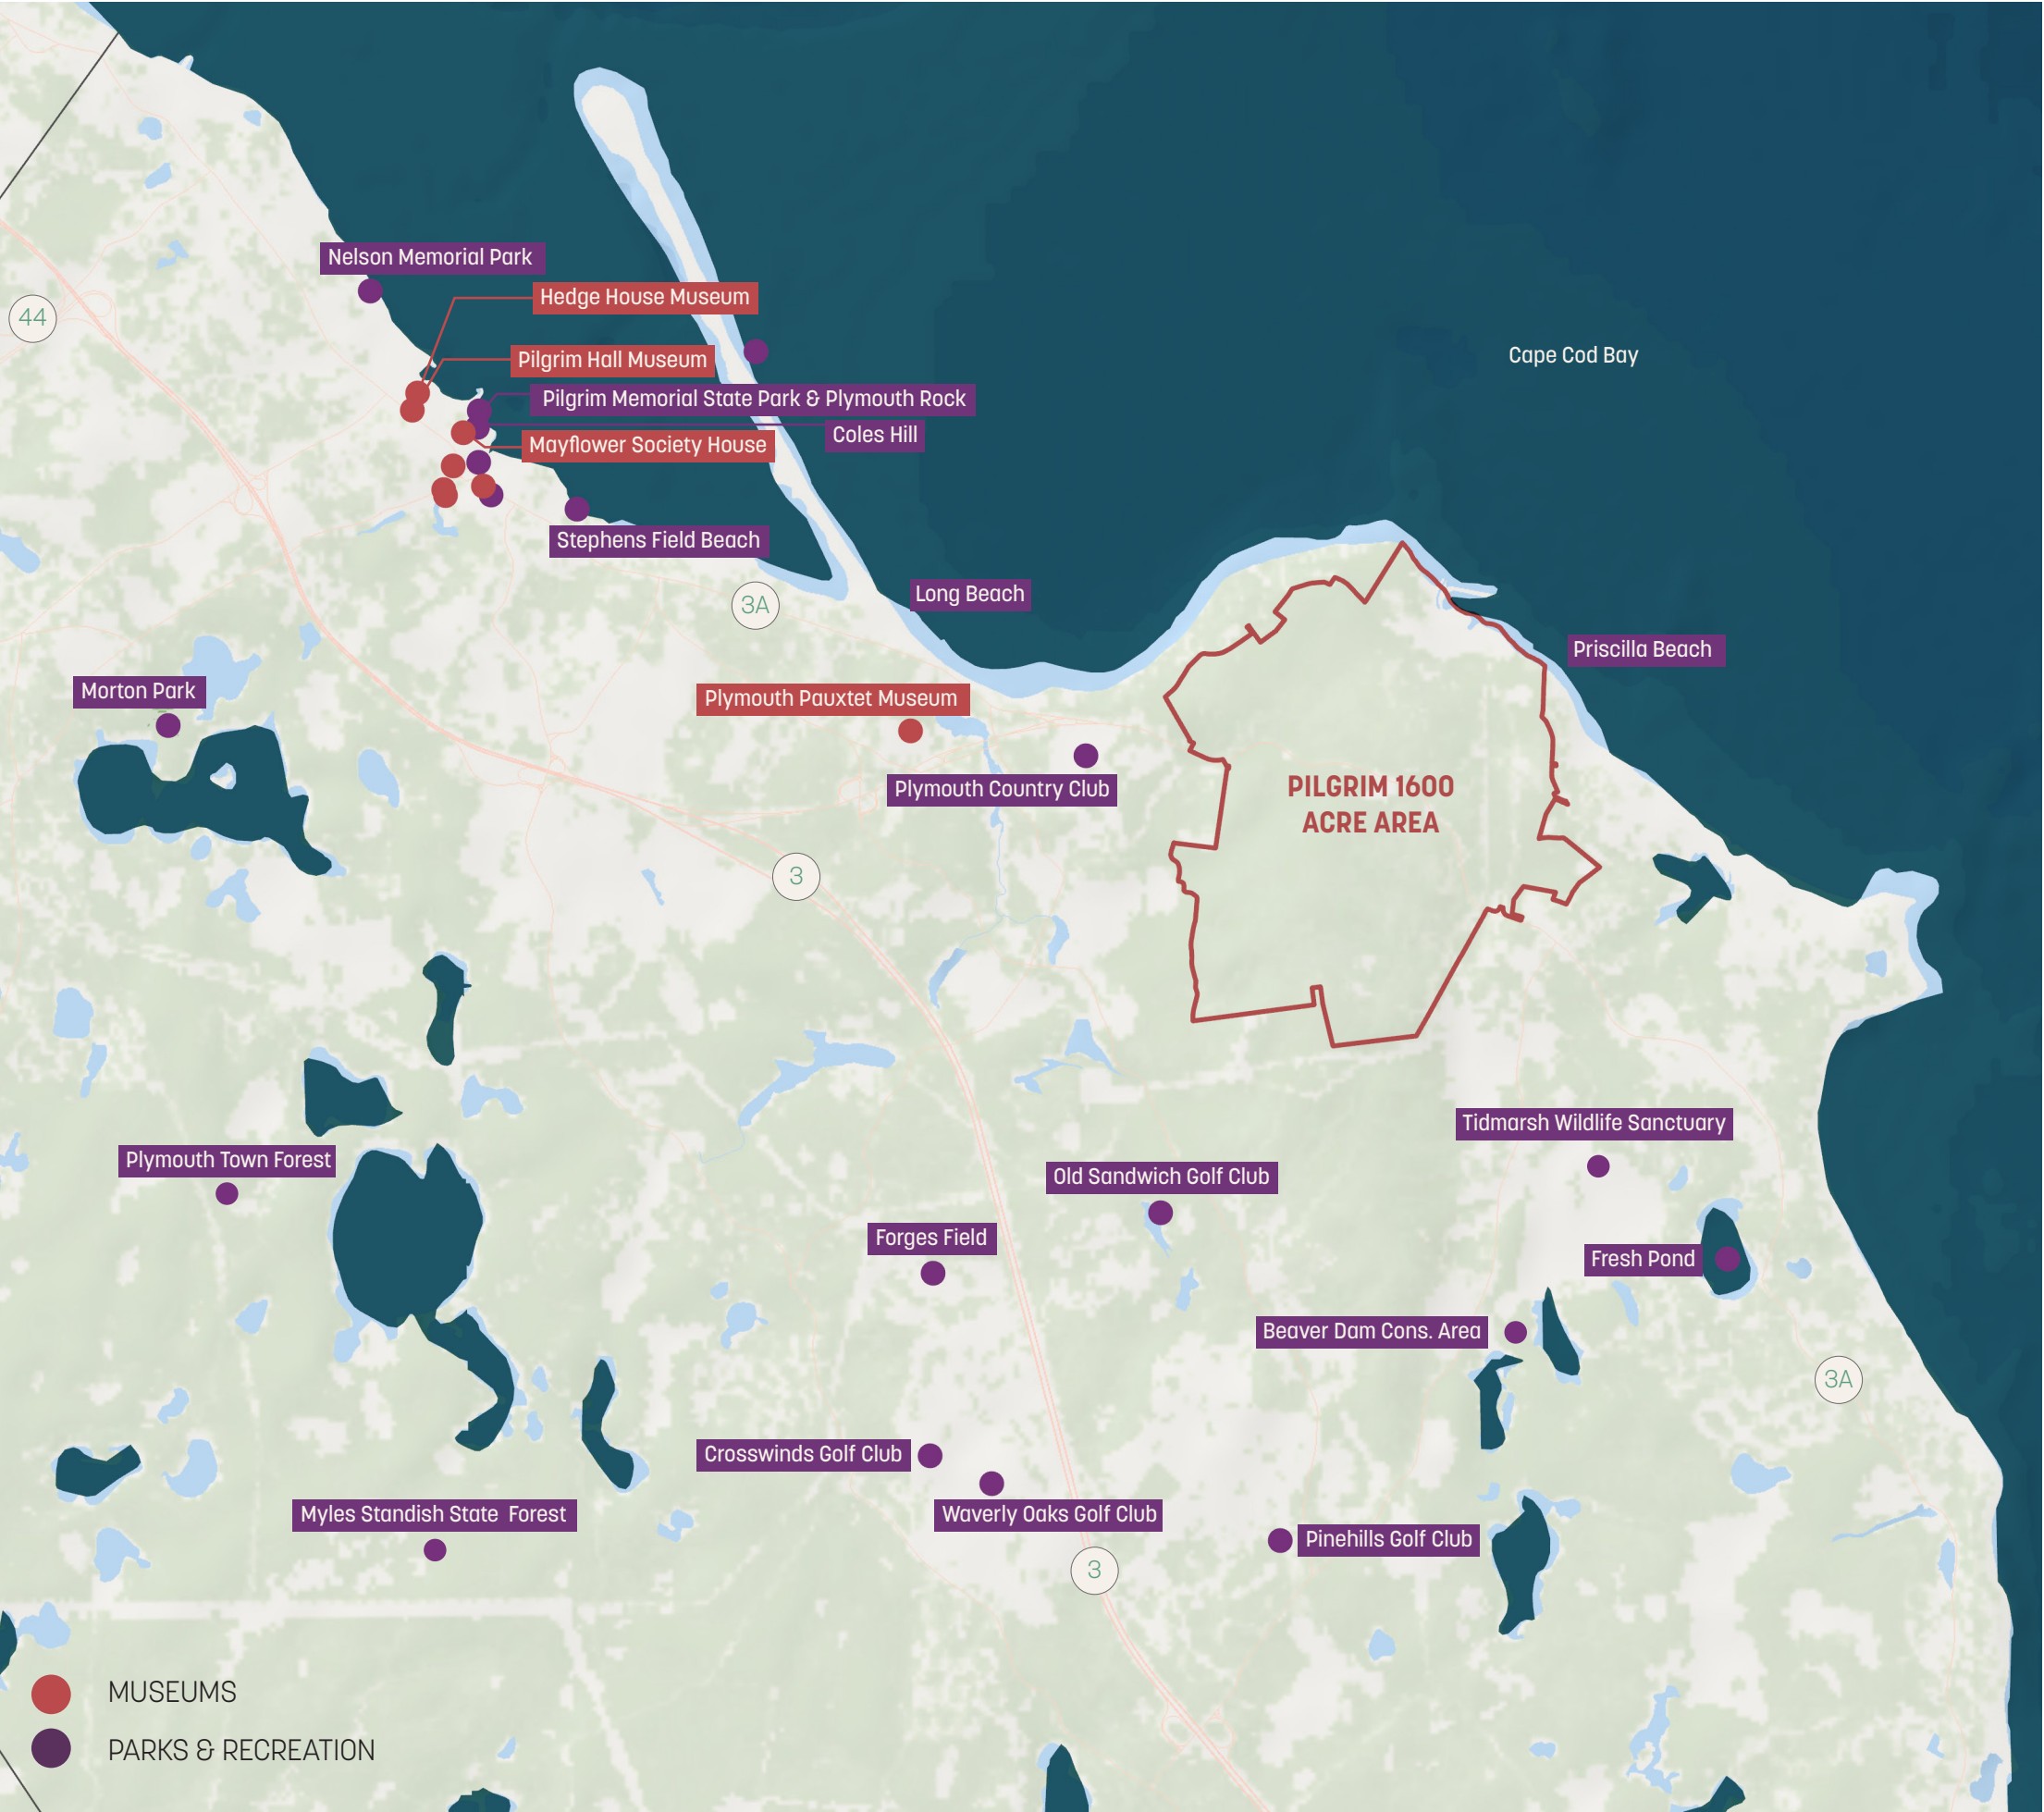 Nelson Memorial Park
Hedge House Museum
44
Pilgrim Hall Museum
Cape Cod Bay
Pilgrim Memorial State Park & Plymouth Rock
Coles Hill
Mayflower Society House
Stephens Field Beach
Long Beach
3A
Priscilla Beach
Morton Park
Plymouth Pauxtet Museum
Plymouth Country Club
PILGRIM 1600
ACRE AREA
3
Tidmarsh Wildlife Sanctuary
Plymouth Town Forest
Old Sandwich Golf Club
Forges Field
Fresh Pond
Beaver Dam Cons. Area
3A
Crosswinds Golf Club
Myles Standish State Forest
Waverly Oaks Golf Club
Pinehills Golf Club
3
MUSEUMS
PARKS & RECREATION